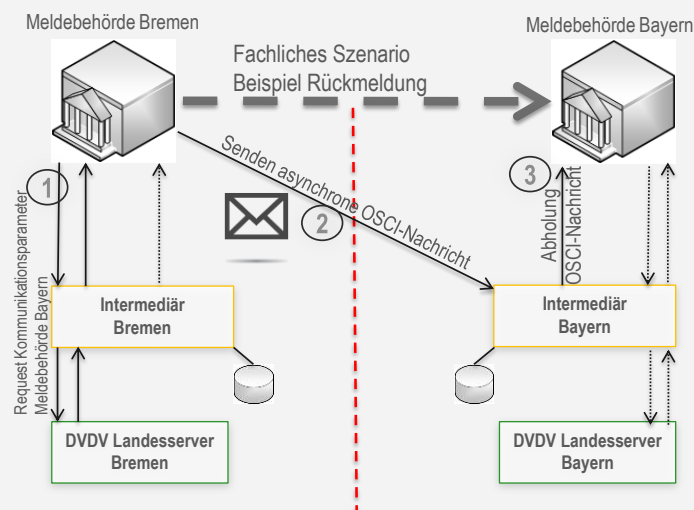 Meldebehörde Bremen
Meldebehörde Bayern
Fachliches Szenario
Beispiel Rückmeldung
1
Request Kommunikationsparameter
Meldebehörde Bayern
Senden asynchrone OSCI-Nachricht
2
3
Abholung
OSCI-Nachricht
Intermediär
Bremen
Intermediär
Bayern
DVDV Landesserver
Bremen
DVDV Landesserver
Bayern